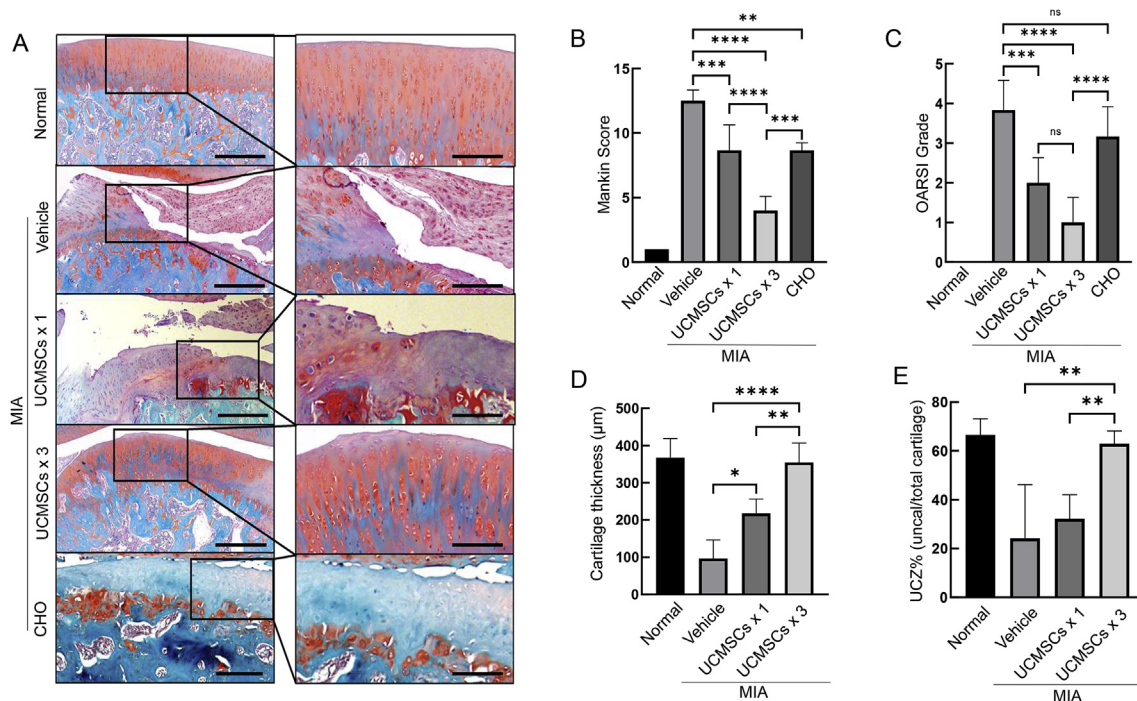 A
Normal
MIA
Vehicle
UCMSCs x 1
UCMSCs x 3
CHO
B
**
****
***
****
***
Mankin Score
15
10
5
0
Normal
Vehicle
UCMSCs x 1
UCMSCs x 3
CHO
MIA
C
ns
****
***
****
ns
OARSI Grade
5
4
3
2
1
0
Normal
Vehicle
UCMSCs x 1
UCMSCs x 3
CHO
MIA
D
****
**
*
Cartilage thickness (μm)
500
400
300
200
100
0
Normal
Vehicle
UCMSCs x 1
UCMSCs x 3
MIA
E
**
**
UCZ% (uncal/total cartilage)
80
60
40
20
0
Normal
Vehicle
UCMSCs x 1
UCMSCs x 3
MIA